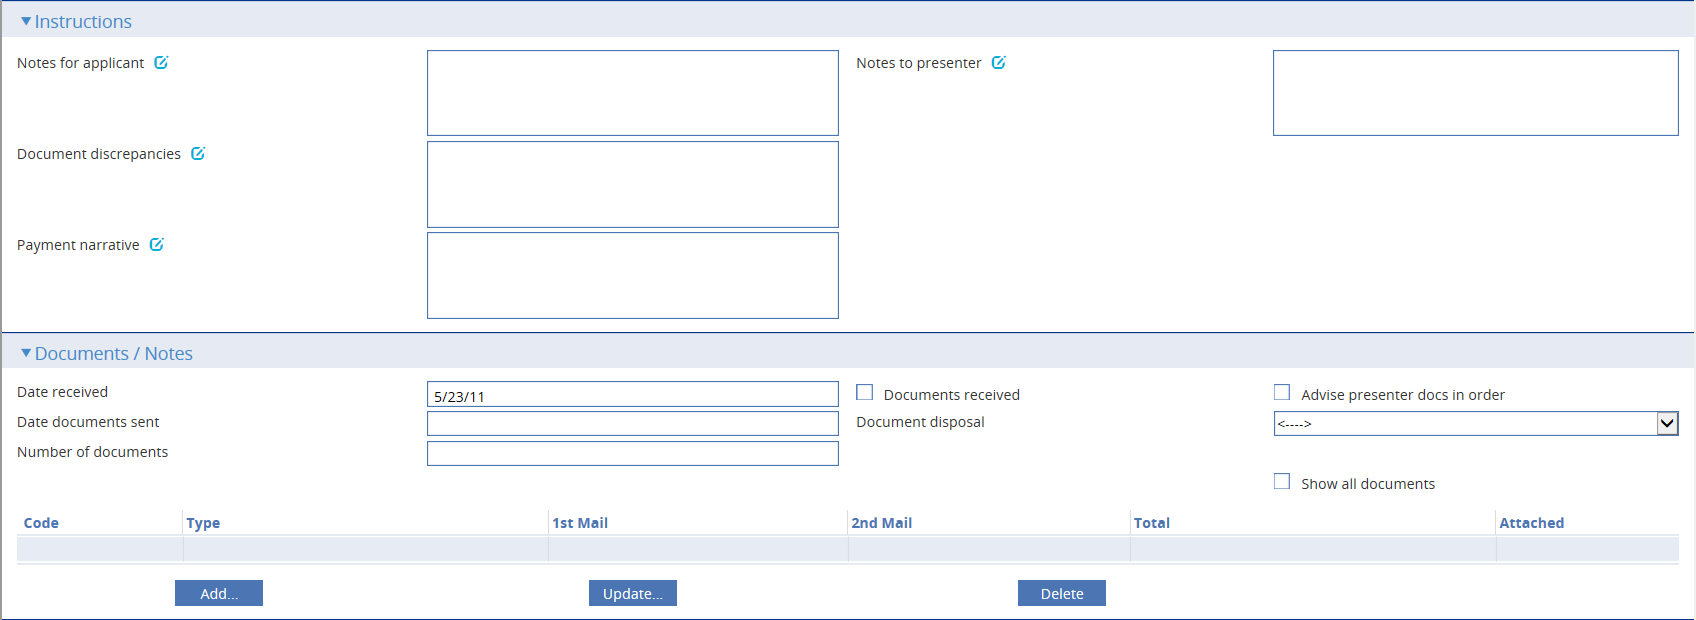 Instructions
Notes for applicant
Notes to presenter
Document discrepancies
Payment narrative
Documents / Notes
Date received 5/23/11 Documents received Advise presenter docs in order
Date documents sent Document disposal <---->
Number of documents
Show all documents
Code Type 1st Mail 2nd Mail Total Attached
Add... Update... Delete